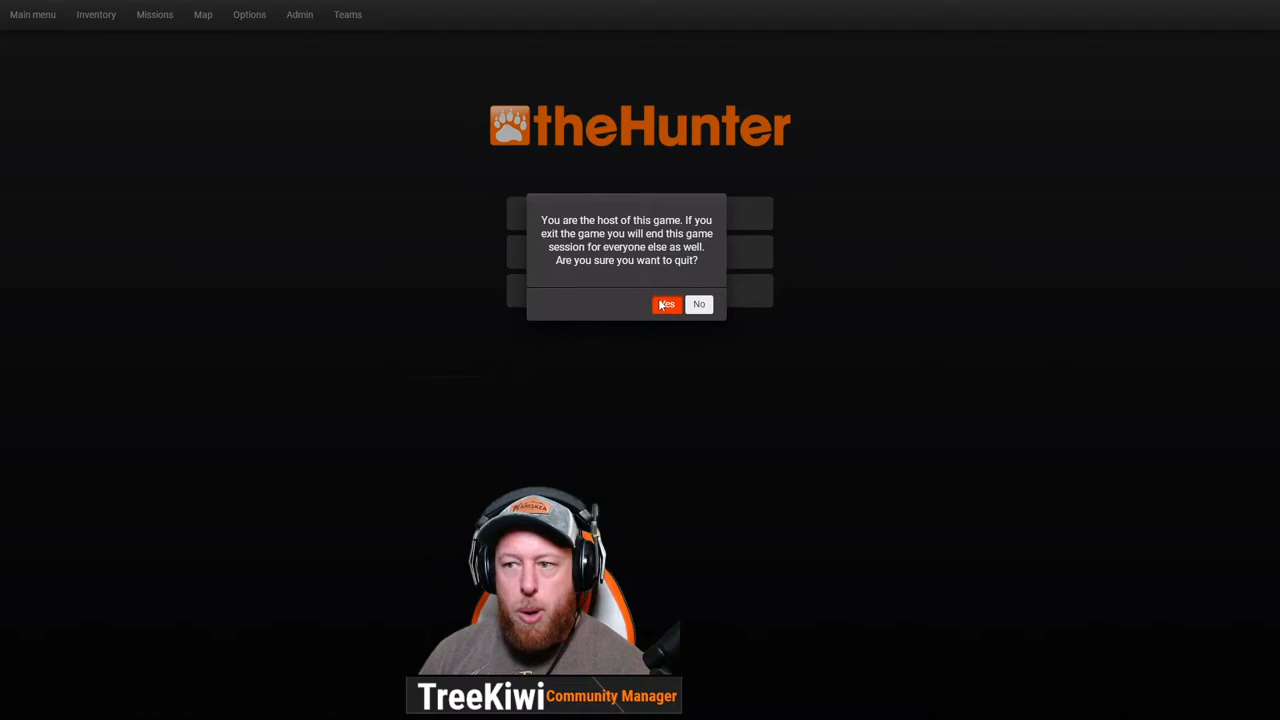 Main menu Inventory Missions Map Options Admin Teams
theHunter
You are the host of this game. If you
exit the game you will end this game
session for everyone else as well.
Are you sure you want to quit?
Yes No
TreeKiwi Community Manager